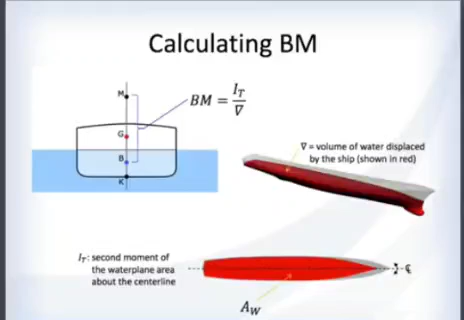 Calculating BM
M
BM = I_T / ∇
G
B
K
∇ = volume of water displaced
by the ship (shown in red)
I_T: second moment of
the waterplane area
about the centerline
℄
A_W